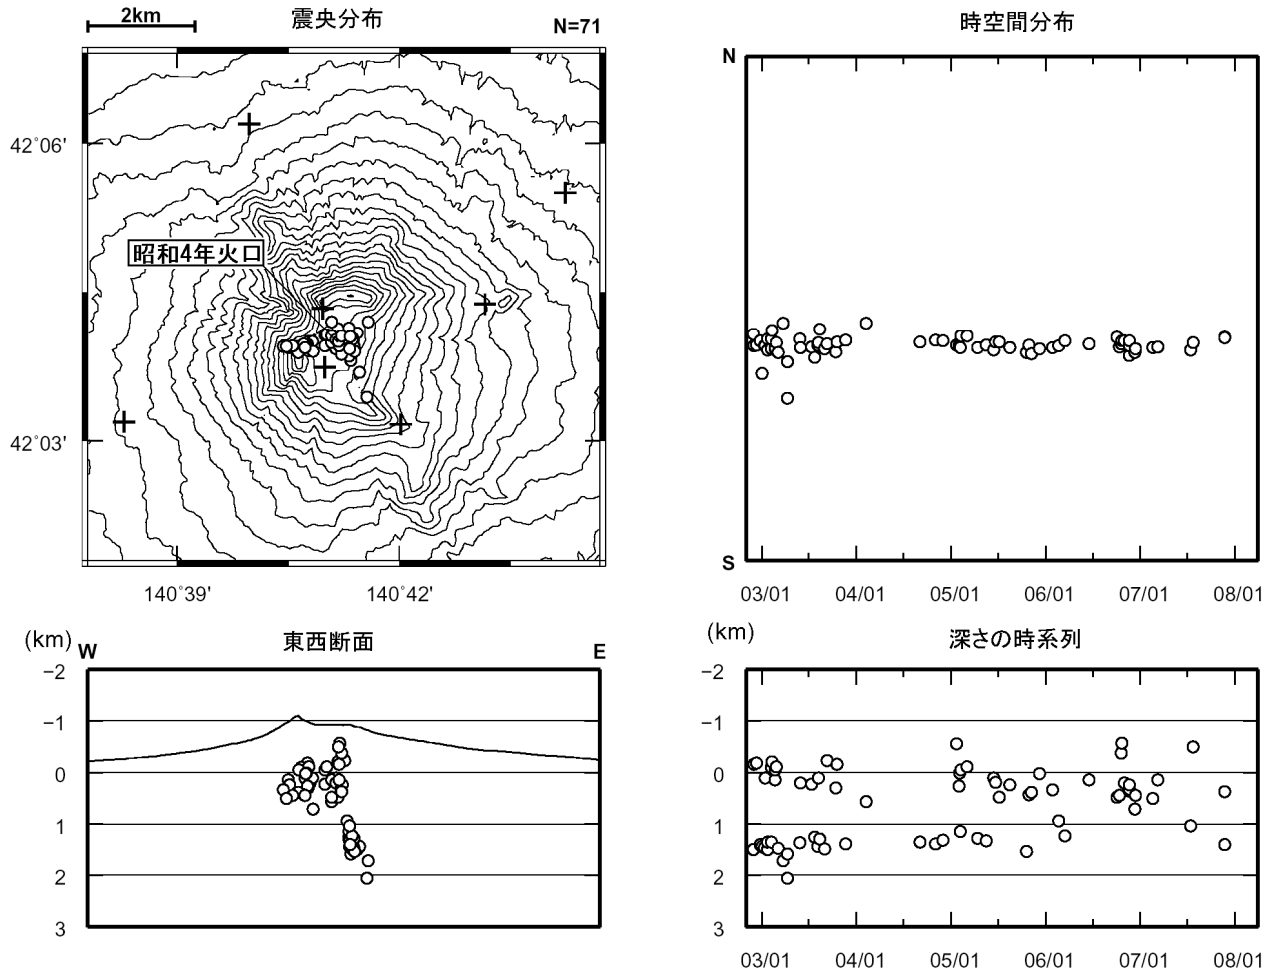 2km
震央分布
N=71
42°06'
昭和4年火口
42°03'
140°39'
140°42'
時空間分布
N
S
03/01
04/01
05/01
06/01
07/01
08/01
(km)
W
東西断面
E
−2
−1
0
1
2
3
(km)
深さの時系列
−2
−1
0
1
2
3
03/01
04/01
05/01
06/01
07/01
08/01